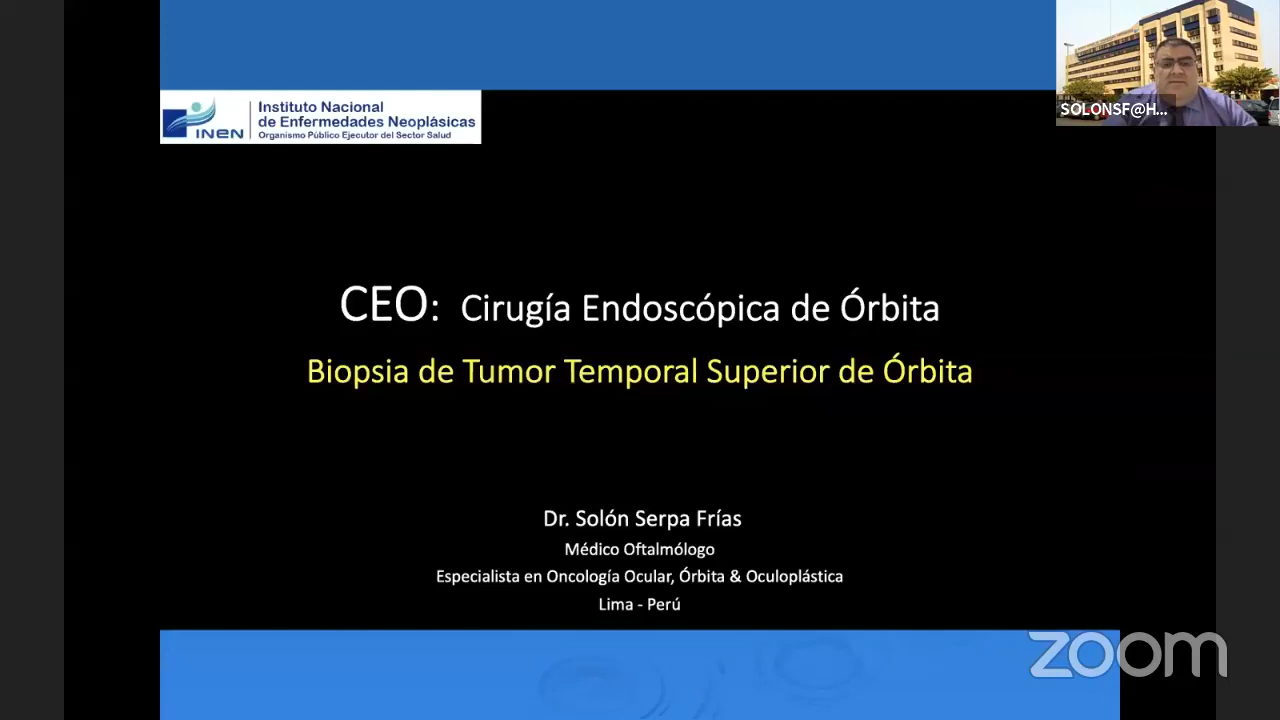 SOLONSF@H...
INEN
Instituto Nacional
de Enfermedades Neoplásicas
Organismo Público Ejecutor del Sector Salud
CEO: Cirugía Endoscópica de Órbita
Biopsia de Tumor Temporal Superior de Órbita
Dr. Solón Serpa Frías
Médico Oftalmólogo
Especialista en Oncología Ocular, Órbita & Oculoplástica
Lima - Perú
zoom